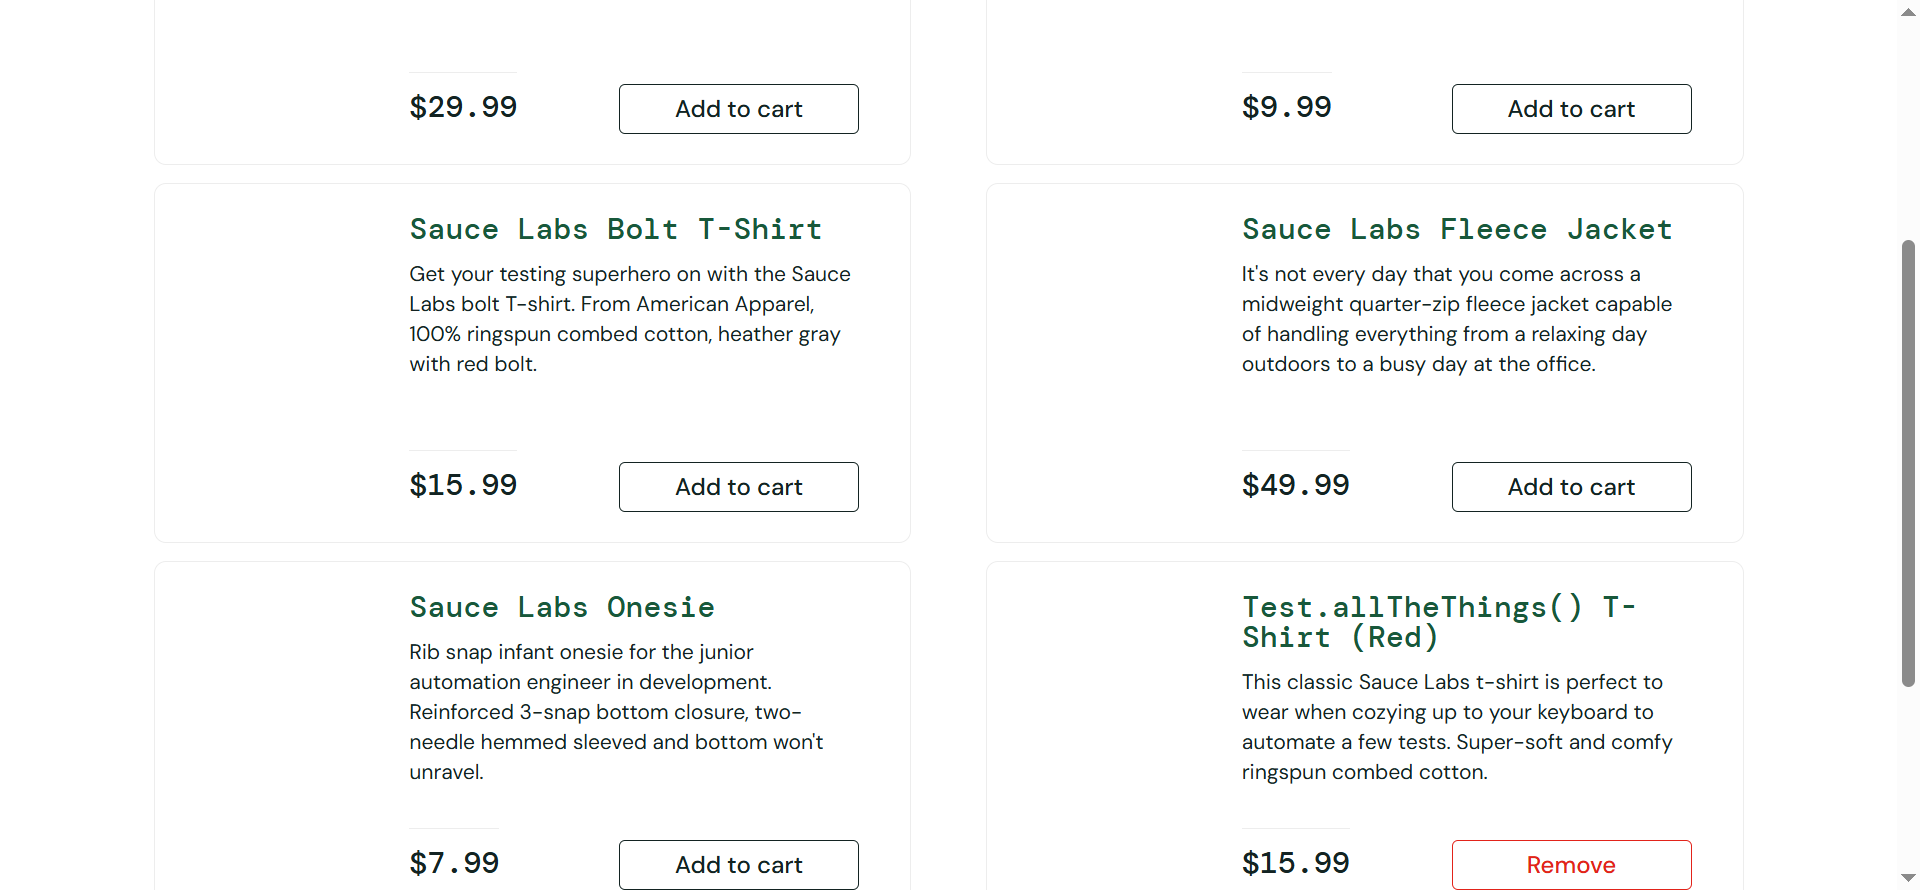 $29.99
Add to cart
$9.99
Add to cart
Sauce Labs Bolt T-Shirt
Get your testing superhero on with the Sauce
Labs bolt T-shirt. From American Apparel,
100% ringspun combed cotton, heather gray
with red bolt.
$15.99
Add to cart
Sauce Labs Fleece Jacket
It's not every day that you come across a
midweight quarter-zip fleece jacket capable
of handling everything from a relaxing day
outdoors to a busy day at the office.
$49.99
Add to cart
Sauce Labs Onesie
Rib snap infant onesie for the junior
automation engineer in development.
Reinforced 3-snap bottom closure, two-
needle hemmed sleeved and bottom won't
unravel.
$7.99
Add to cart
Test.allTheThings() T-
Shirt (Red)
This classic Sauce Labs t-shirt is perfect to
wear when cozying up to your keyboard to
automate a few tests. Super-soft and comfy
ringspun combed cotton.
$15.99
Remove